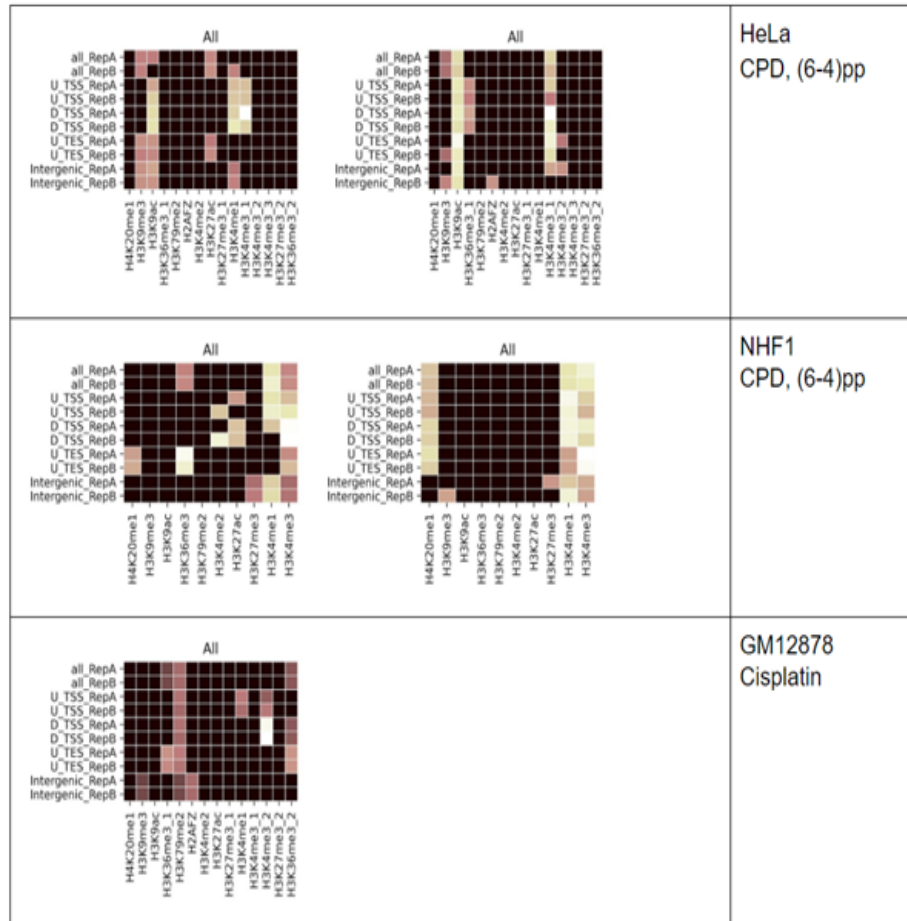 All
all_RepA
all_RepB
U_TSS_RepA
U_TSS_RepB
D_TSS_RepA
D_TSS_RepB
U_TES_RepA
U_TES_RepB
Intergenic_RepA
Intergenic_RepB
H4K20me1
H3K9me3
H3K9ac
H3K36me3_1
H3K79me2
H2AFZ
H3K4me2
H3K27ac
H3K27me3_1
H3K4me1
H3K4me3_1
H3K4me3_2
H3K4me3_3
H3K27me3_2
H3K36me3_2
All
all_RepA
all_RepB
U_TSS_RepA
U_TSS_RepB
D_TSS_RepA
D_TSS_RepB
U_TES_RepA
U_TES_RepB
Intergenic_RepA
Intergenic_RepB
H4K20me1
H3K9me3
H3K9ac
H3K36me3_1
H3K79me2
H2AFZ
H3K4me2
H3K27ac
H3K27me3_1
H3K4me1
H3K4me3_1
H3K4me3_2
H3K4me3_3
H3K27me3_2
H3K36me3_2
HeLa
CPD, (6-4)pp
All
all_RepA
all_RepB
U_TSS_RepA
U_TSS_RepB
D_TSS_RepA
D_TSS_RepB
U_TES_RepA
U_TES_RepB
Intergenic_RepA
Intergenic_RepB
H4K20me1
H3K9me3
H3K9ac
H3K36me3
H3K79me2
H3K4me2
H3K27ac
H3K27me3
H3K4me1
H3K4me3
All
all_RepA
all_RepB
U_TSS_RepA
U_TSS_RepB
D_TSS_RepA
D_TSS_RepB
U_TES_RepA
U_TES_RepB
Intergenic_RepA
Intergenic_RepB
H4K20me1
H3K9me3
H3K9ac
H3K36me3
H3K79me2
H3K4me2
H3K27ac
H3K27me3
H3K4me1
H3K4me3
NHF1
CPD, (6-4)pp
All
all_RepA
all_RepB
U_TSS_RepA
U_TSS_RepB
D_TSS_RepA
D_TSS_RepB
U_TES_RepA
U_TES_RepB
Intergenic_RepA
Intergenic_RepB
H4K20me1
H3K9me3
H3K9ac
H3K36me3_1
H3K79me2
H2AFZ
H3K4me2
H3K27ac
H3K27me3_1
H3K4me1
H3K4me3_1
H3K4me3_2
H3K27me3_2
H3K36me3_2
GM12878
Cisplatin